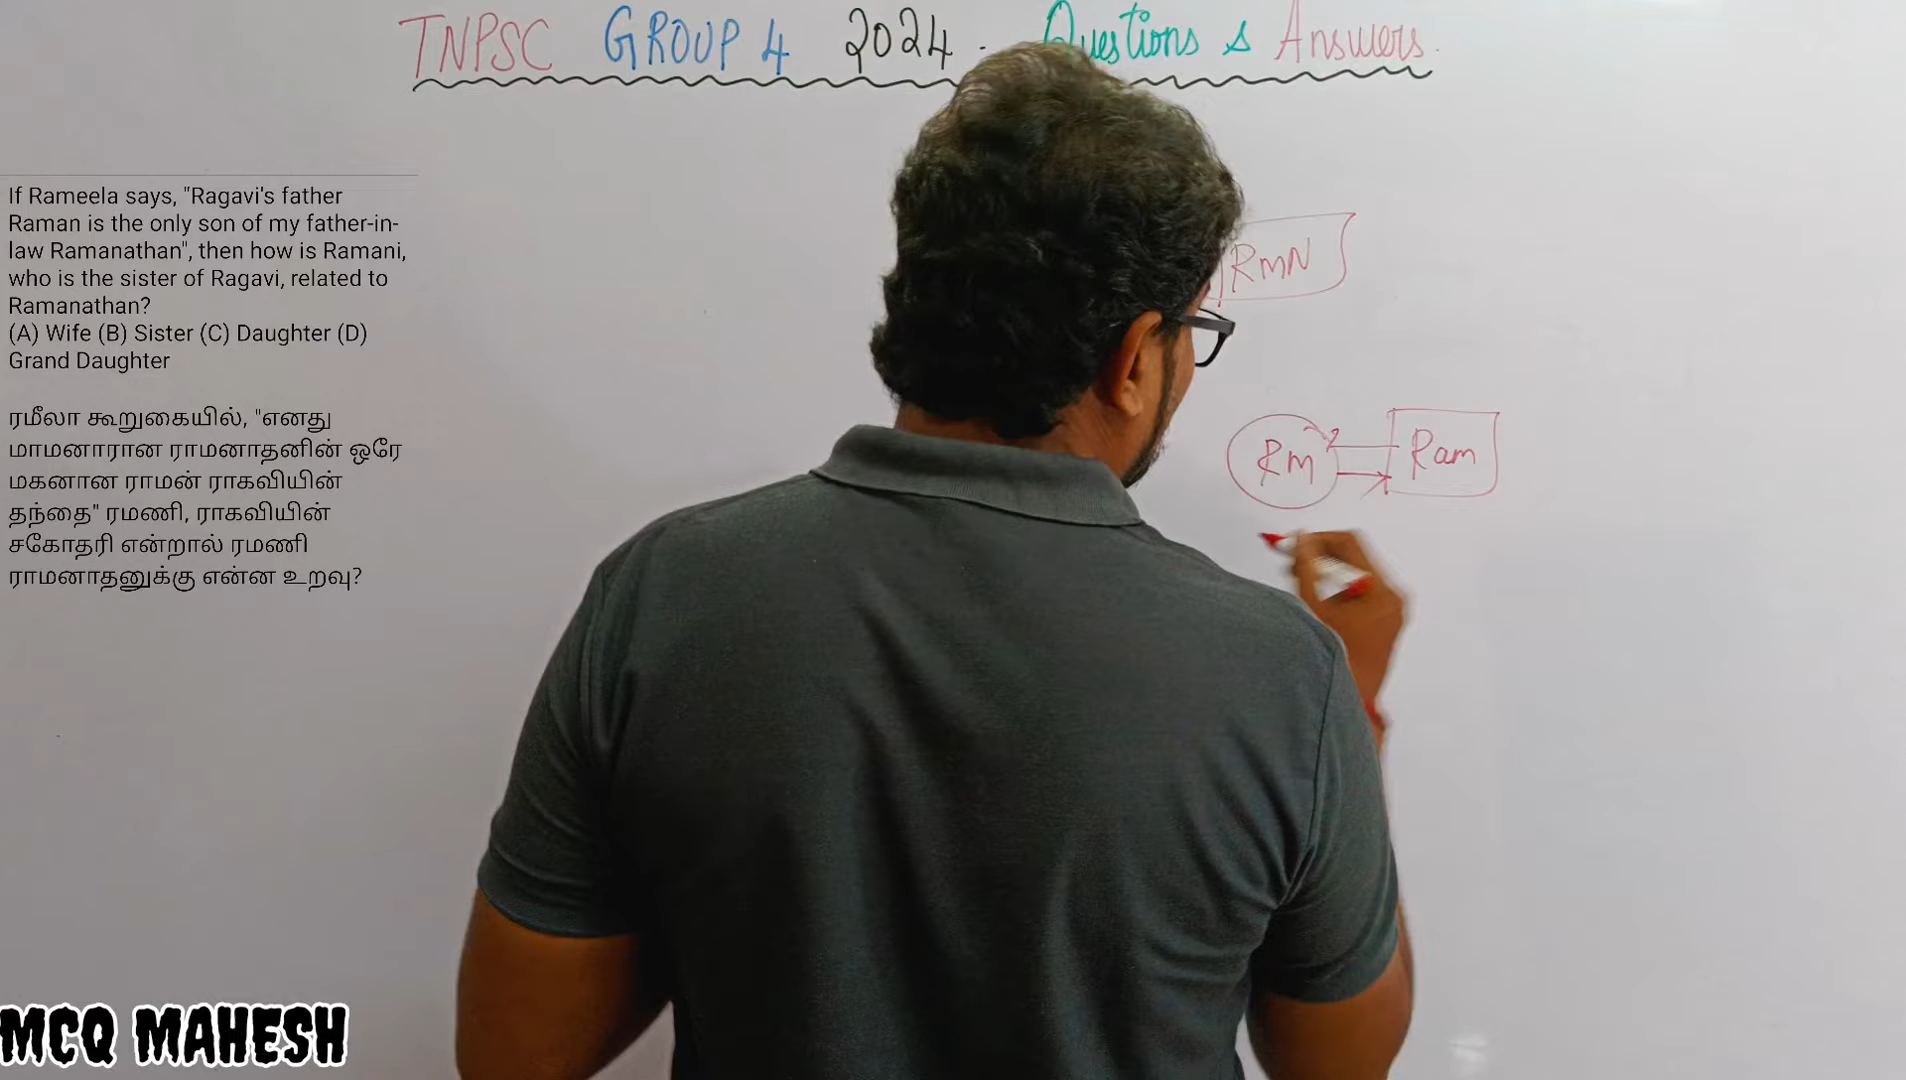 TNPSC GROUP 4 2024 - Questions & Answers.
If Rameela says, "Ragavi's father
Raman is the only son of my father-in-
law Ramanathan", then how is Ramani,
who is the sister of Ragavi, related to
Ramanathan?
(A) Wife (B) Sister (C) Daughter (D)
Grand Daughter
ரமீலா கூறுகையில், "எனது
மாமனாரான ராமனாதனின் ஒரே
மகனான ராமன் ராகவியின்
தந்தை" ரமணி, ராகவியின்
சகோதரி என்றால் ரமணி
ராமனாதனுக்கு என்ன உறவு?
RmN
Rm Ram
MCQ MAHESH